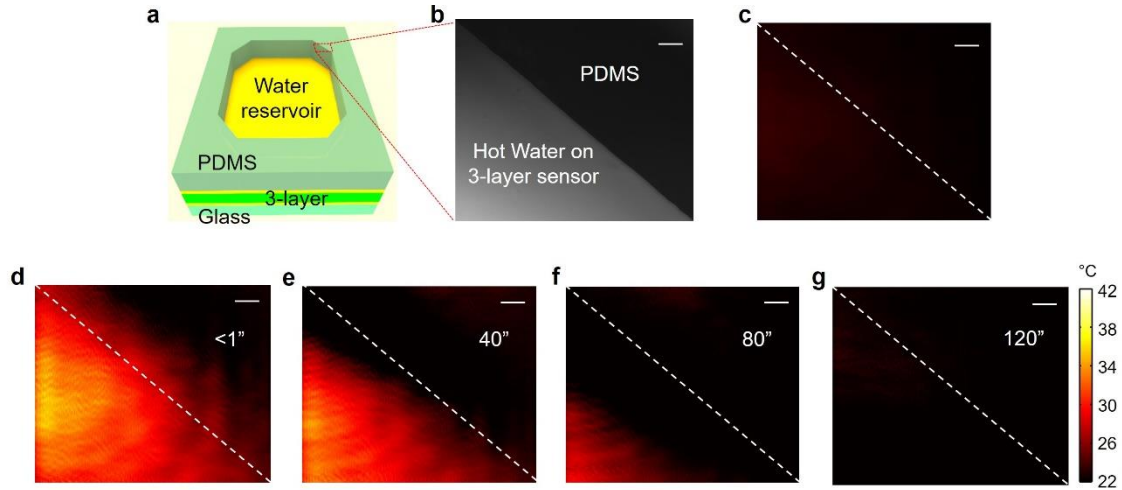 a
Water
reservoir
PDMS
3-layer
Glass
b
PDMS
Hot Water on
3-layer sensor
c
d
<1”
e
40”
f
80”
g
120”
°C
42
38
34
30
26
22